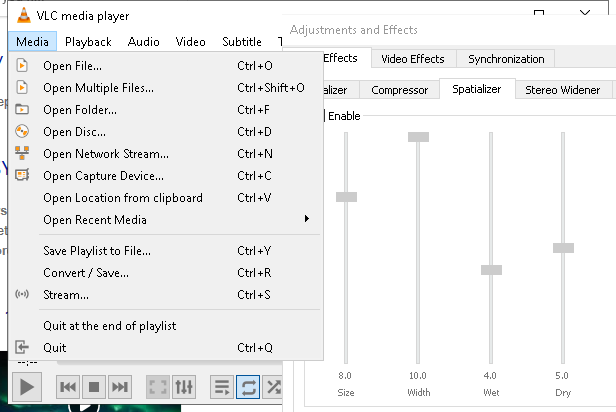 VLC media player
Media Playback Audio Video Subtitle T
Open File... Ctrl+O
Open Multiple Files... Ctrl+Shift+O
Open Folder... Ctrl+F
Open Disc... Ctrl+D
Open Network Stream... Ctrl+N
Open Capture Device... Ctrl+C
Open Location from clipboard Ctrl+V
Open Recent Media
Save Playlist to File... Ctrl+Y
Convert / Save... Ctrl+R
Stream... Ctrl+S
Quit at the end of playlist
Quit Ctrl+Q
--:--
Adjustments and Effects
Effects Video Effects Synchronization
alizer Compressor Spatializer Stereo Widener
Enable
8.0 10.0 4.0 5.0
Size Width Wet Dry